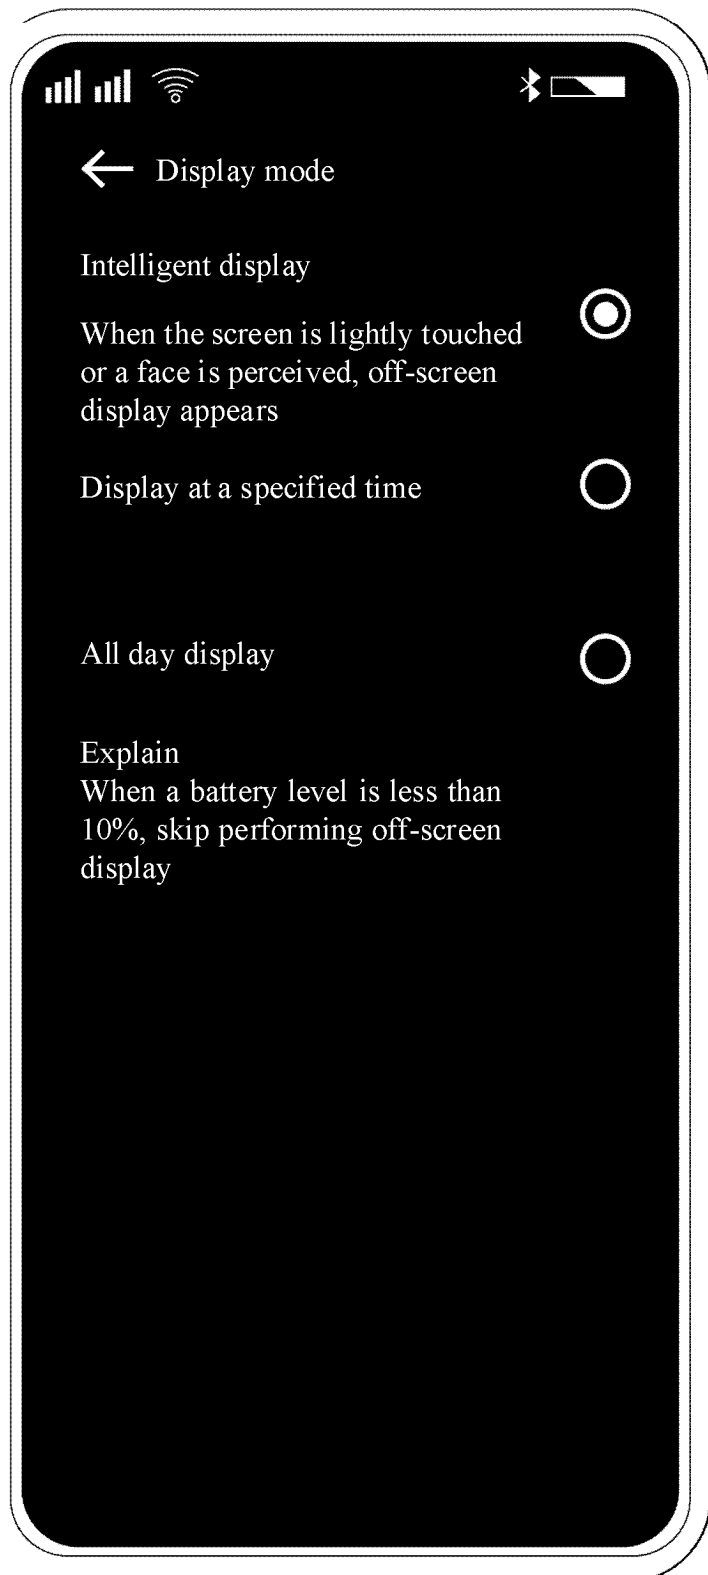 Display mode
Intelligent display
When the screen is lightly touched
or a face is perceived, off-screen
display appears
Display at a specified time
All day display
Explain
When a battery level is less than
10%, skip performing off-screen
display